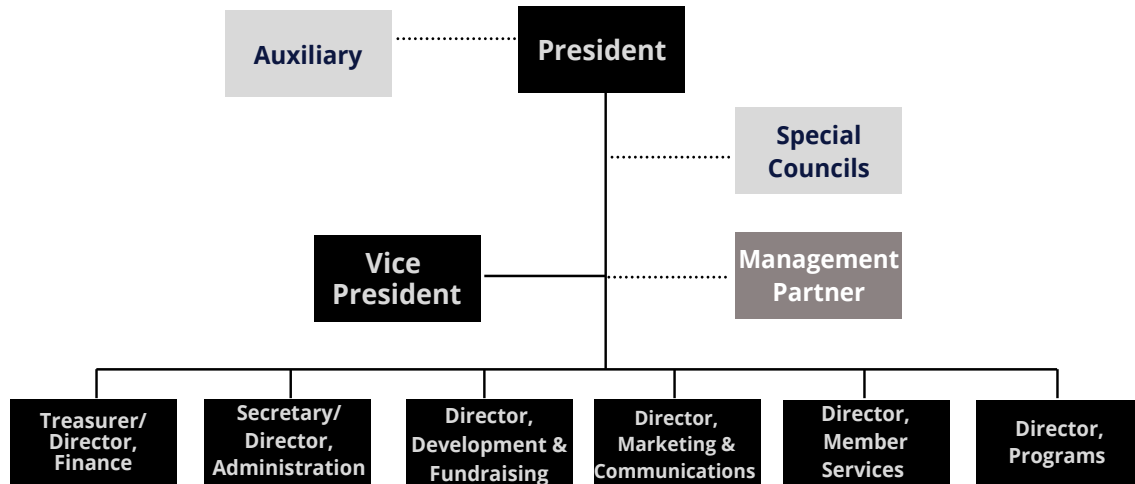 Auxiliary
President
Special
Councils
Vice
President
Management
Partner
Treasurer/
Director,
Finance
Secretary/
Director,
Administration
Director,
Development &
Fundraising
Director,
Marketing &
Communications
Director,
Member
Services
Director,
Programs